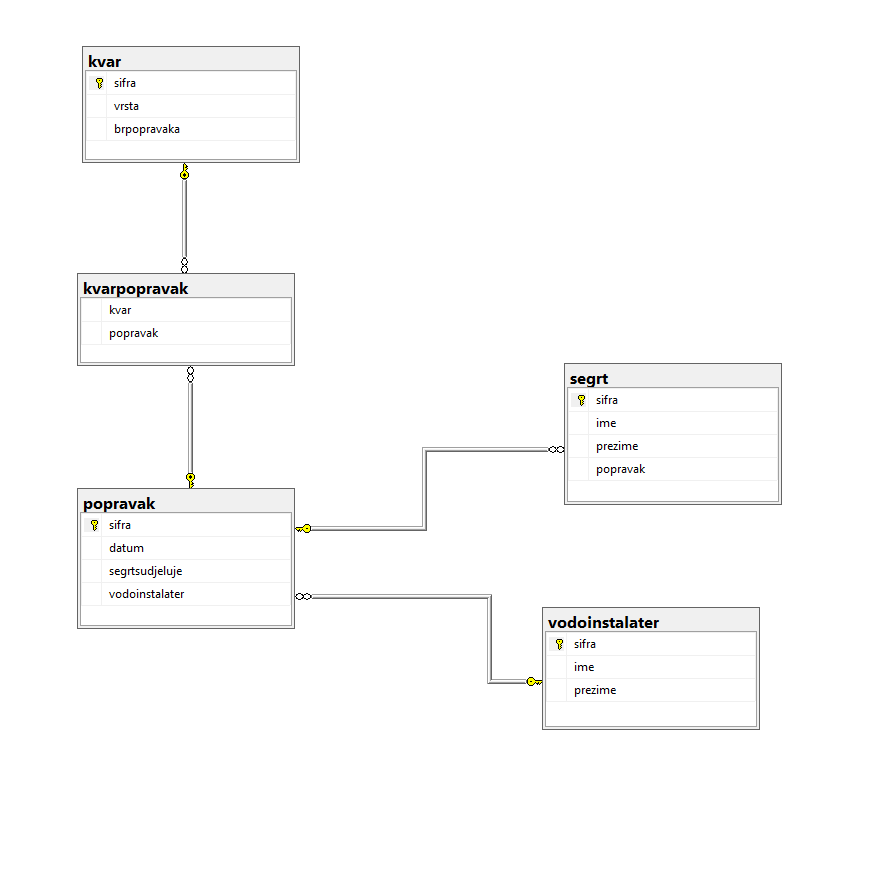 kvar
sifra
vrsta
brpopravaka
kvarpopravak
kvar
popravak
segrt
sifra
ime
prezime
popravak
popravak
sifra
datum
segrtsudjeluje
vodoinstalater
vodoinstalater
sifra
ime
prezime